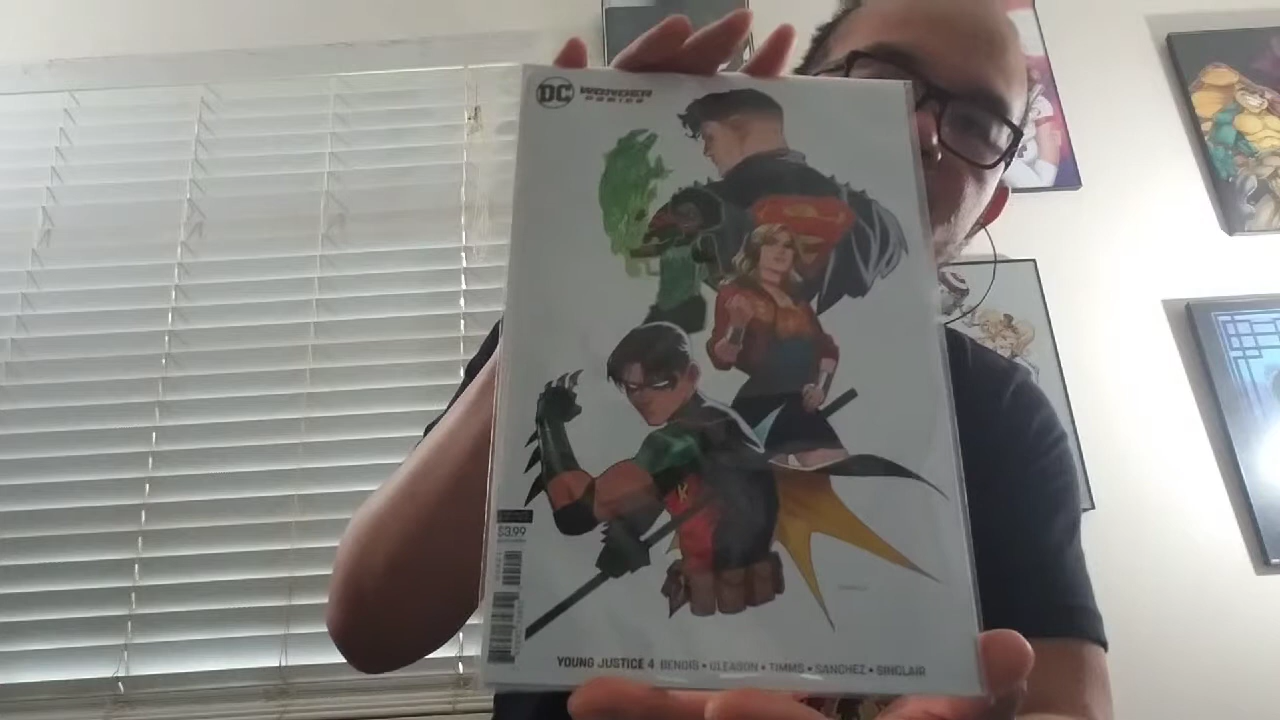 DC WONDER
COMICS
R
$3.99
YOUNG JUSTICE 4 BENDIS • GLEASON • TIMMS • SANCHEZ • SINCLAIR